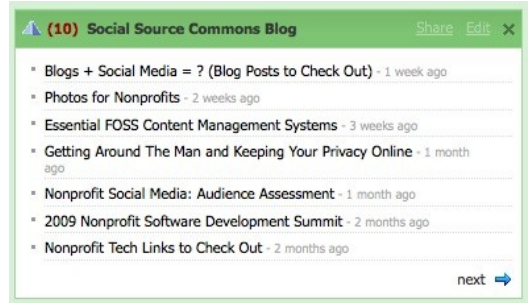 (10) Social Source Commons Blog Share Edit
Blogs + Social Media = ? (Blog Posts to Check Out) - 1 week ago
Photos for Nonprofits - 2 weeks ago
Essential FOSS Content Management Systems - 3 weeks ago
Getting Around The Man and Keeping Your Privacy Online - 1 month
ago
Nonprofit Social Media: Audience Assessment - 1 month ago
2009 Nonprofit Software Development Summit - 2 months ago
Nonprofit Tech Links to Check Out - 2 months ago
next